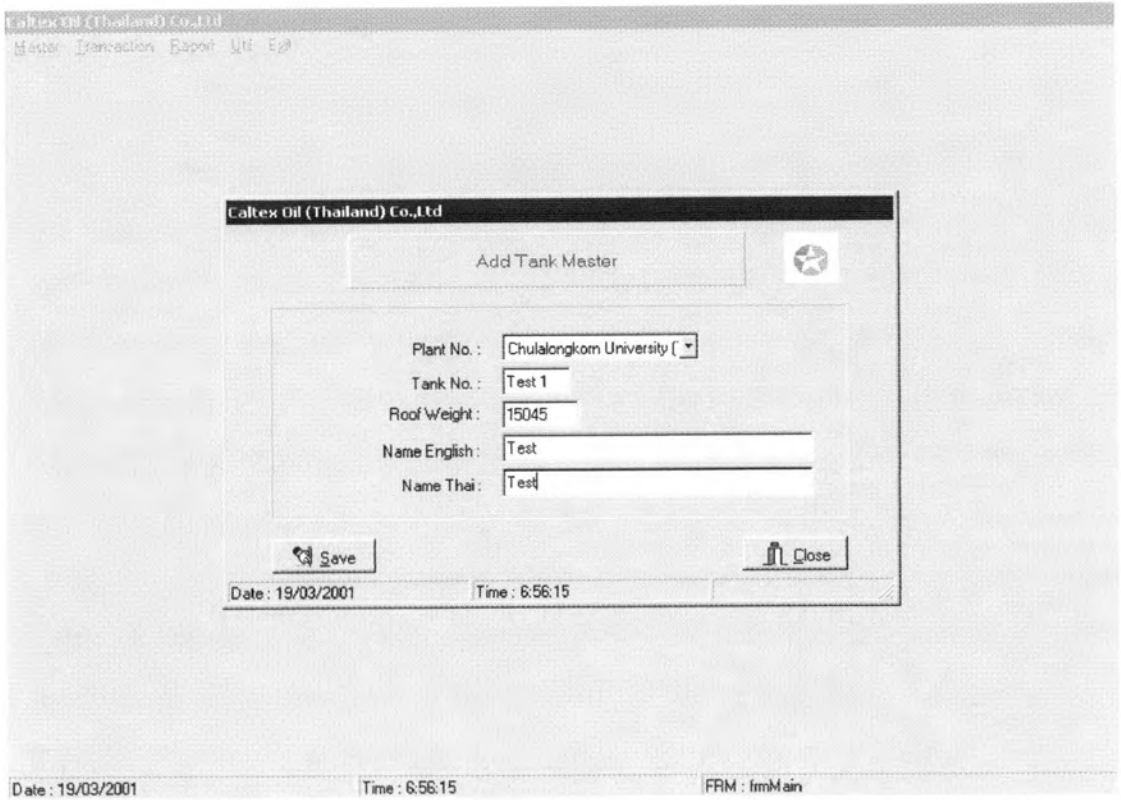 Caltex Oil (Thailand) Co.,Ltd
Master Transaction Report Util Exit
Caltex Oil (Thailand) Co.,Ltd
Add Tank Master
Plant No. : Chulalongkorn University [
Tank No. : Test 1
Roof Weight : 15045
Name English : Test
Name Thai : Test
Save Close
Date : 19/03/2001 Time : 6:56:15
Date : 19/03/2001 Time : 6:56:15 FRM : frmMain